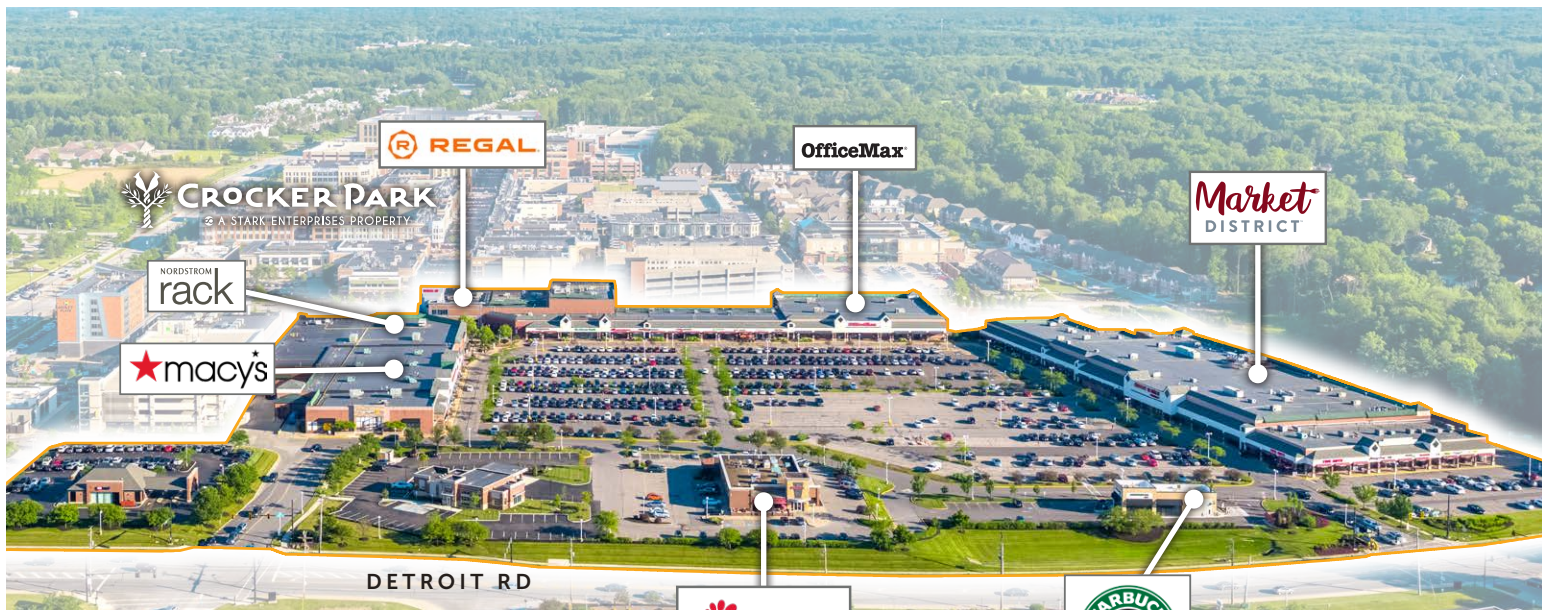 REGAL
OfficeMax
Market
DISTRICT
CROCKER PARK
A STARK ENTERPRISES PROPERTY
NORDSTROM
rack
macy's
DETROIT RD